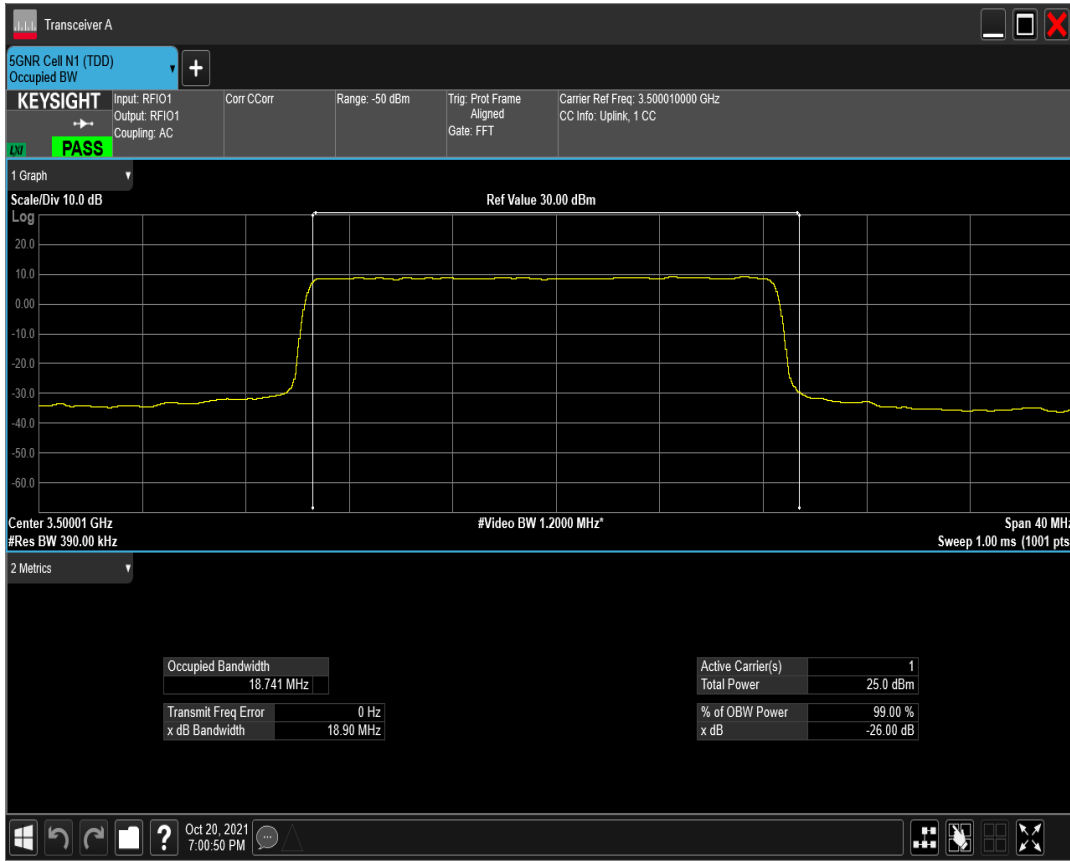 Transceiver A
5GNR Cell N1 (TDD)
Occupied BW
KEYSIGHT
LXI
PASS
Input: RFIO1
Output: RFIO1
Coupling: AC
Corr CCorr
Range: -50 dBm
Trig: Prot Frame
Aligned
Gate: FFT
Carrier Ref Freq: 3.500010000 GHz
CC Info: Uplink, 1 CC
1 Graph
Scale/Div 10.0 dB
Ref Value 30.00 dBm
Log
20.0
10.0
0.00
-10.0
-20.0
-30.0
-40.0
-50.0
-60.0
Center 3.50001 GHz
#Video BW 1.2000 MHz*
Span 40 MHz
#Res BW 390.00 kHz
Sweep 1.00 ms (1001 pts
2 Metrics
Occupied Bandwidth
18.741 MHz
Transmit Freq Error 0 Hz
x dB Bandwidth 18.90 MHz
Active Carrier(s) 1
Total Power 25.0 dBm
% of OBW Power 99.00 %
x dB -26.00 dB
?
Oct 20, 2021
7:00:50 PM